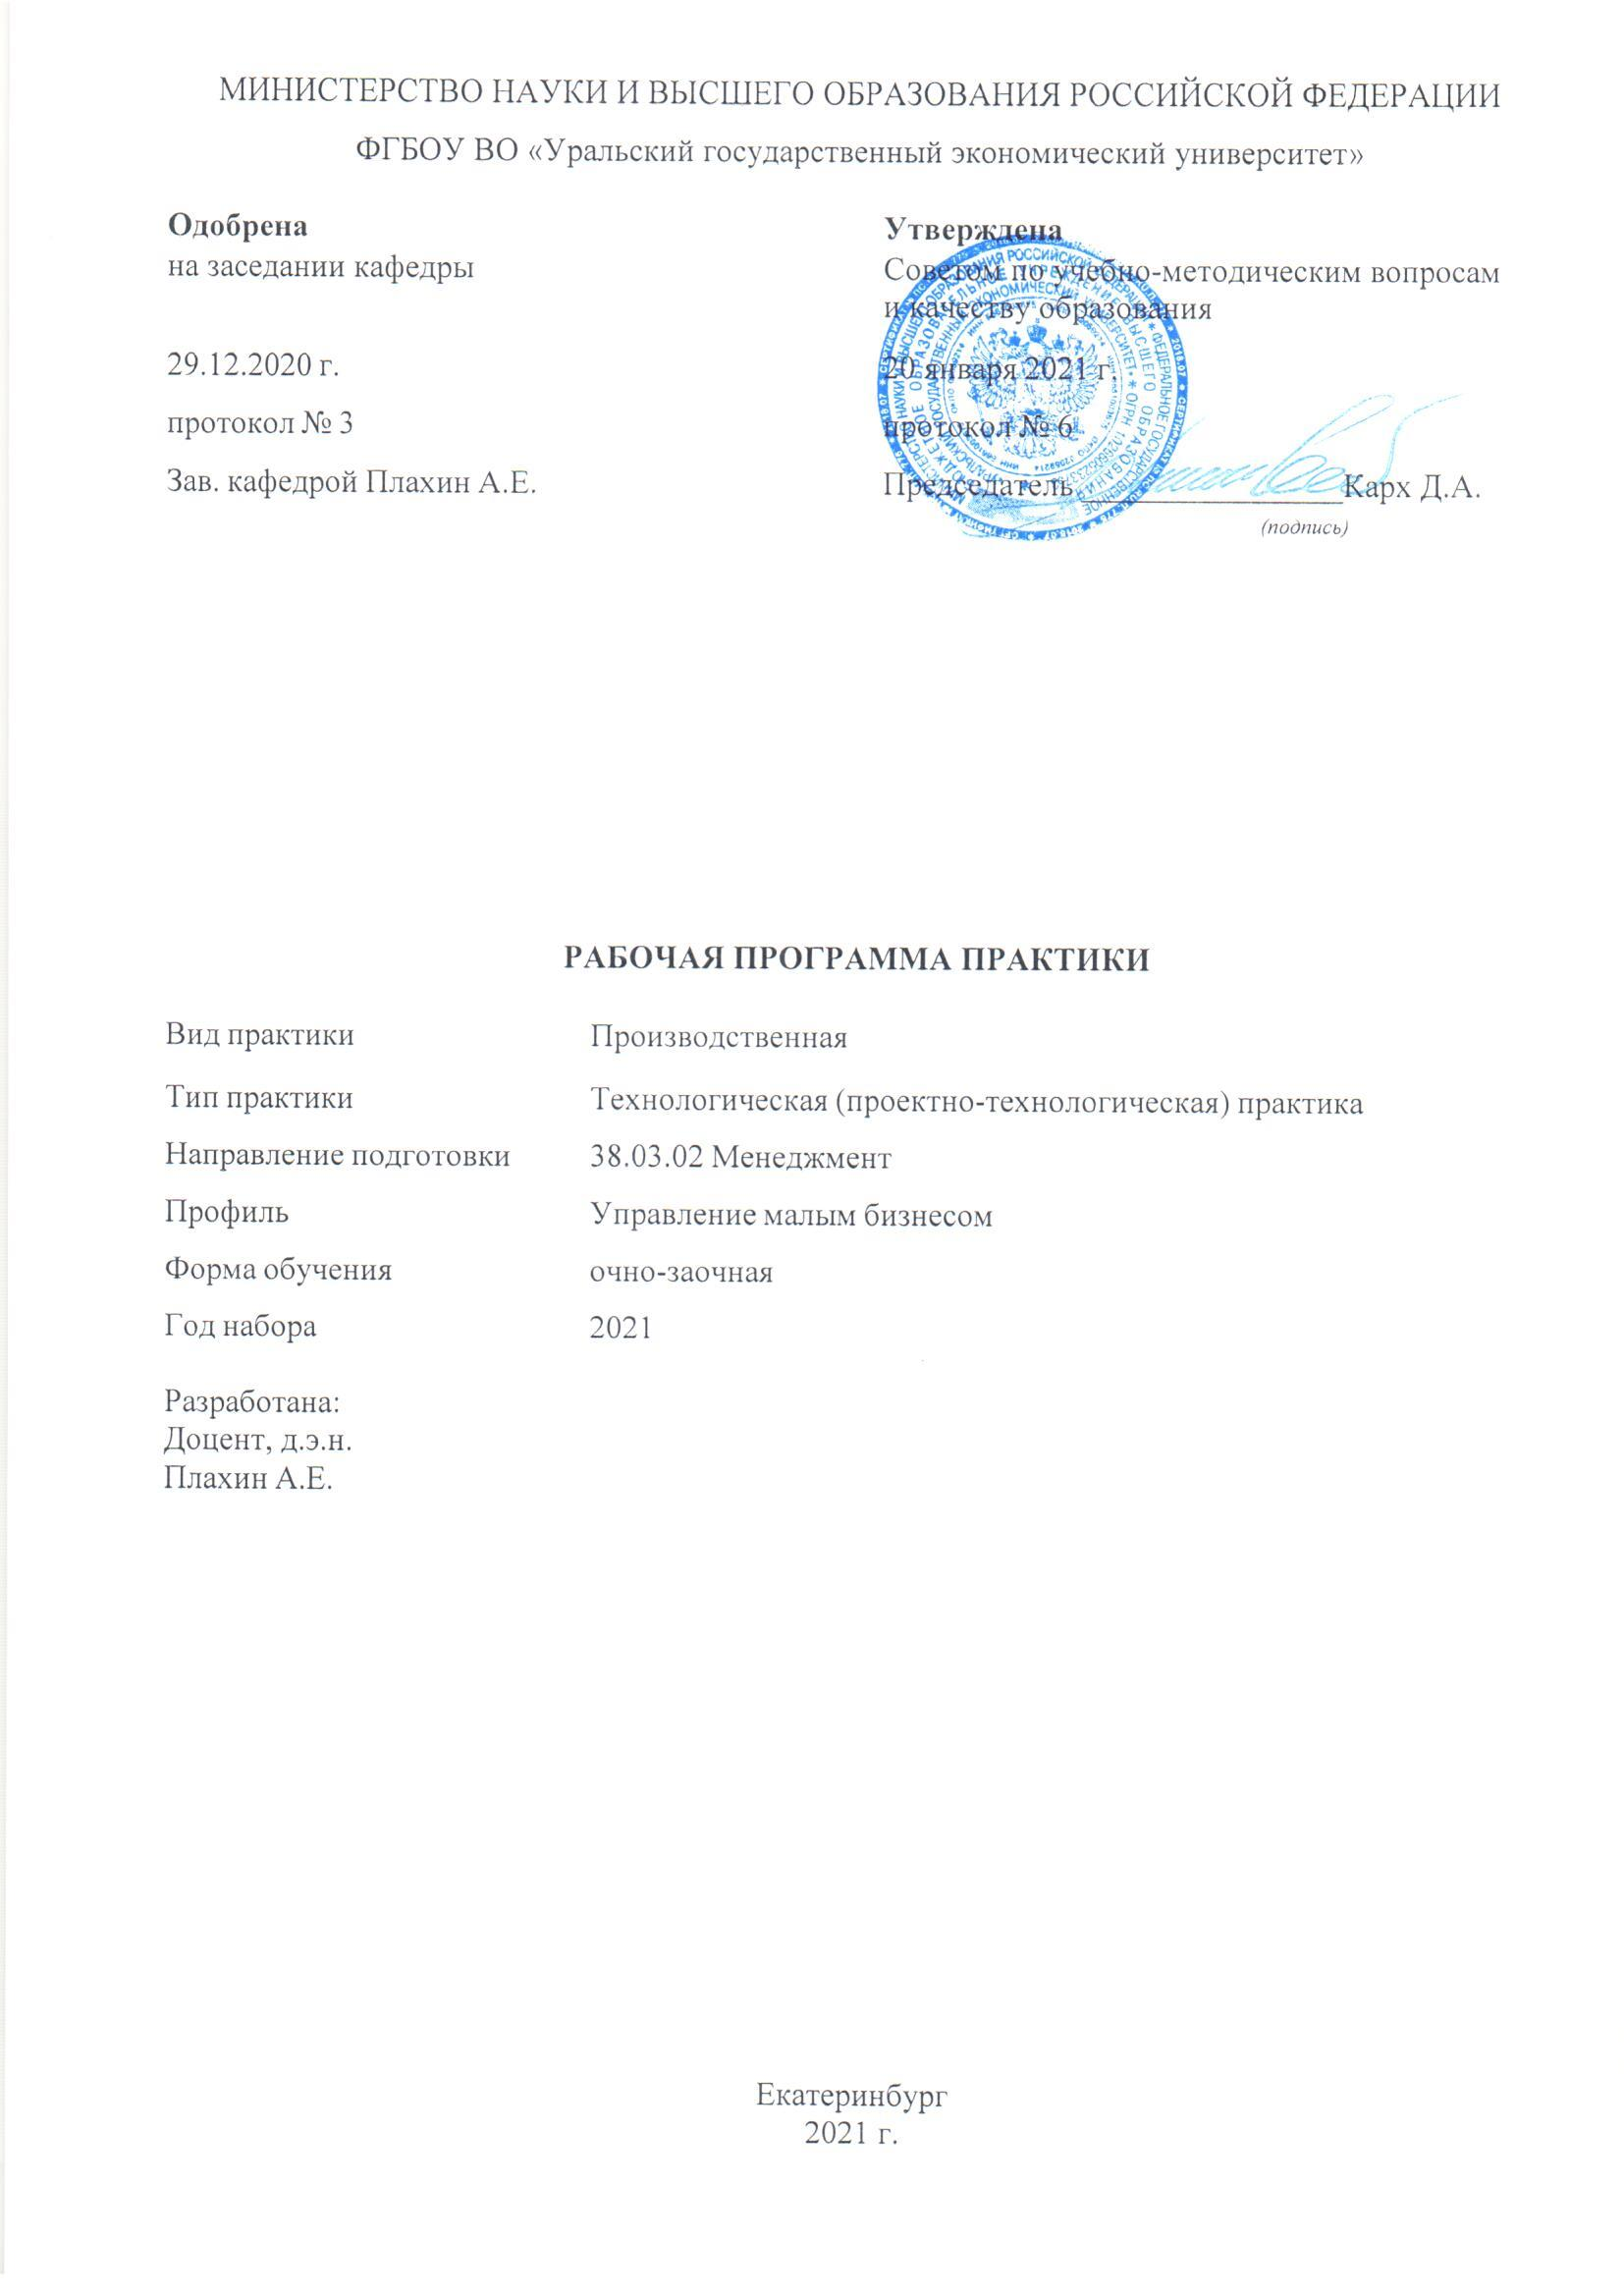 МИНИСТЕРСТВО НАУКИ И ВЫСШЕГО ОБРАЗОВАНИЯ РОССИЙСКОЙ ФЕДЕРАЦИИ
ФГБОУ ВО «Уральский государственный экономический университет»
Одобрена
на заседании кафедры
29.12.2020 г.
протокол № 3
Зав. кафедрой Плахин А.Е.
Утверждена
Советом по учебно-методическим вопросам
и качеству образования
20 января 2021 г.
протокол № 6
Председатель Карх Д.А.
(подпись)
РАБОЧАЯ ПРОГРАММА ПРАКТИКИ
Вид практики Производственная
Тип практики Технологическая (проектно-технологическая) практика
Направление подготовки 38.03.02 Менеджмент
Профиль Управление малым бизнесом
Форма обучения очно-заочная
Год набора 2021
Разработана:
Доцент, д.э.н.
Плахин А.Е.
Екатеринбург
2021 г.